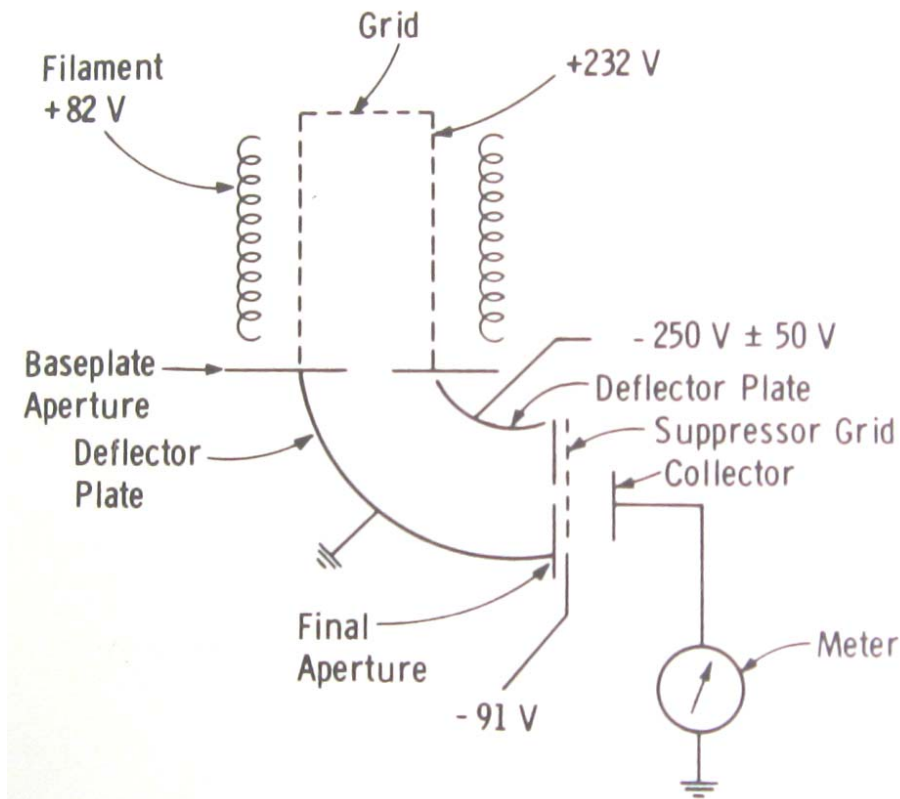 Grid
Filament
+82 V
+232 V
- 250 V ± 50 V
Baseplate
Aperture
Deflector Plate
Deflector
Plate
Suppressor Grid
Collector
Final
Aperture
Meter
- 91 V